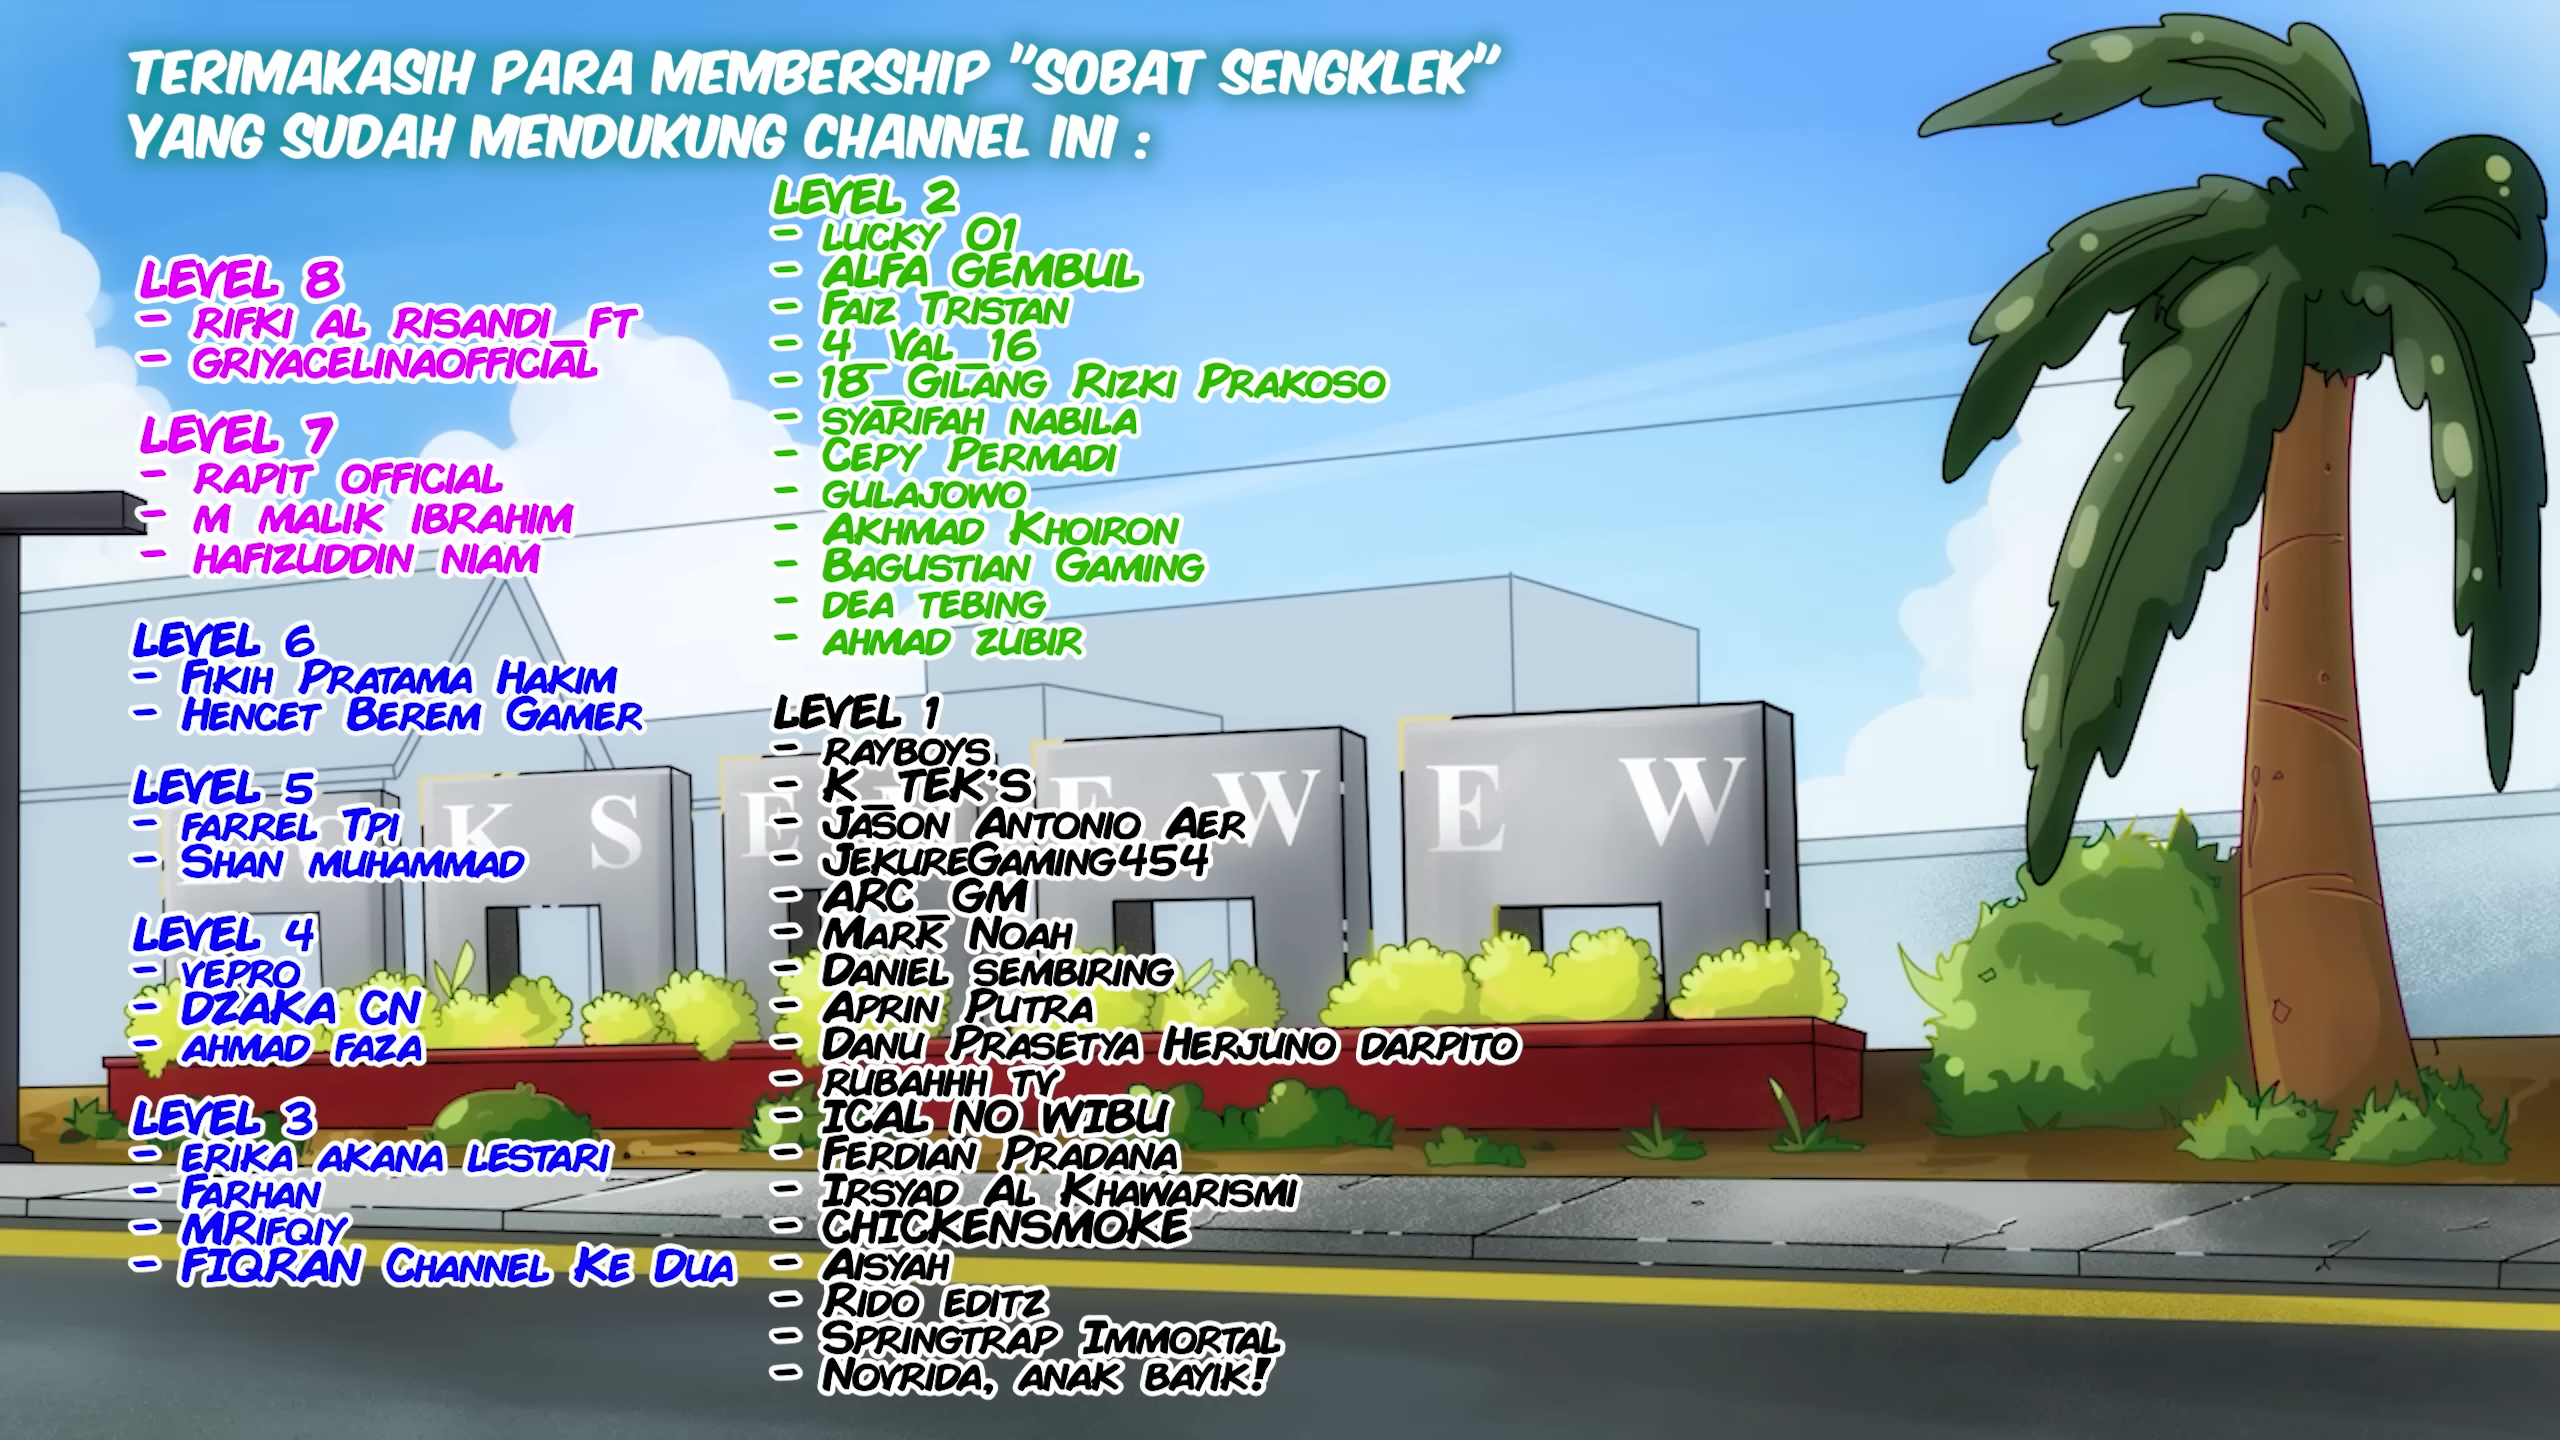 TERIMAKASIH PARA MEMBERSHIP "SOBAT SENGKLEK"
YANG SUDAH MENDUKUNG CHANNEL INI :
LEVEL 8
- RIFKI AL RISANDI_FT
- GRIYACELINAOFFICIAL
LEVEL 7
- RAPIT OFFICIAL
- M MALIK IBRAHIM
- HAFIZUDDIN NIAM
LEVEL 6
- FIKIH PRATAMA HAKIM
- HENCET BEREM GAMER
LEVEL 5
- FARREL TPI
- SHAN MUHAMMAD
LEVEL 4
- VEPRO
- DZAKA CN
- AHMAD FAZA
LEVEL 3
- ERIKA AKANA LESTARI
- FARHAN
- MRIFQIY
- FIQRAN CHANNEL KE DUA
LEVEL 2
- LUCKY 01
- ALFA GEMBUL
- FAIZ TRISTAN
- 4_VAL_16
- 18_GILANG RIZKI PRAKOSO
- SYARIFAH NABILA
- CEPY PERMADI
- GULAJOWO
- AKHMAD KHOIRON
- BAGUSTIAN GAMING
- DEA TEBING
- AHMAD ZUBIR
LEVEL 1
- RAYBOYS
- K_TEK'S
- JASON ANTONIO AER
- JEKUREGAMING454
- ARC_GM
- MARK NOAH
- DANIEL SEMBIRING
- APRIN PUTRA
- DANU PRASETYA HERJUNO DARPITO
- RUBAHHH TV
- ICAL NO WIBU
- FERDIAN PRADANA
- IRSYAD AL KHAWARISMI
- CHICKENSMOKE
- AISYAH
- RIDO EDITZ
- SPRINGTRAP IMMORTAL
- NOVRIDA, ANAK BAYIK!
K S E W E W